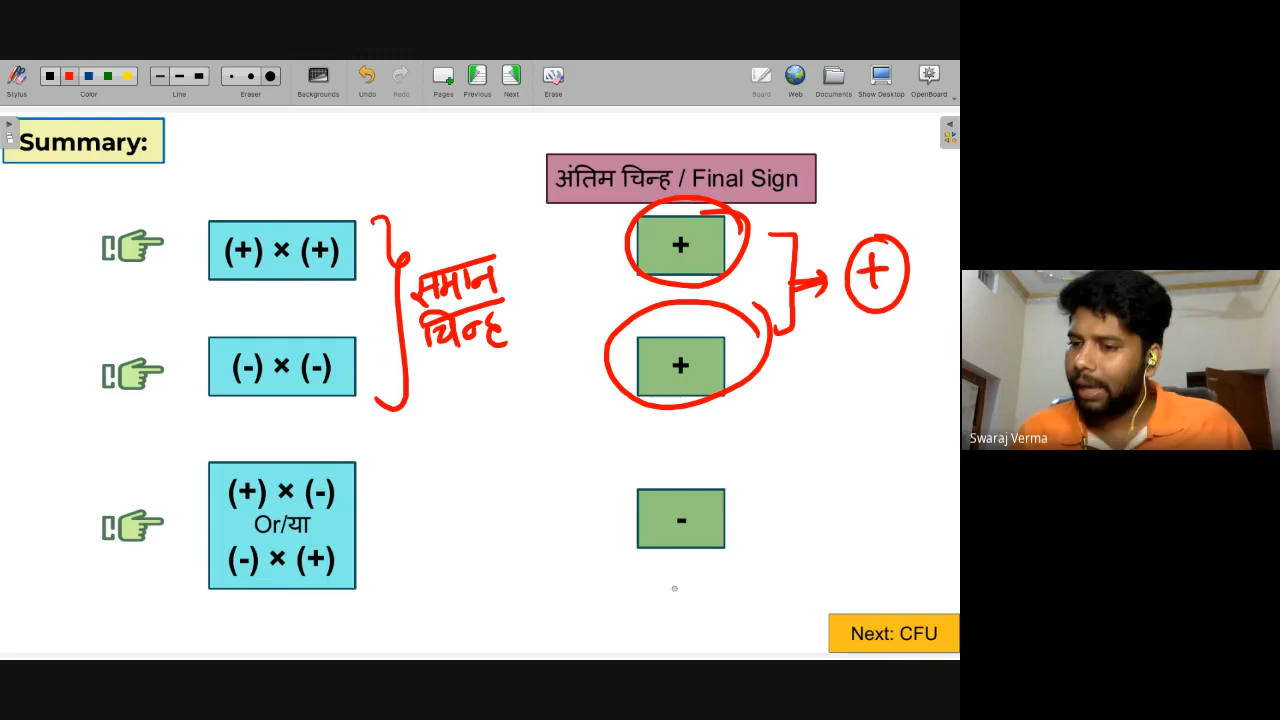 Stylus
Color
Line
Eraser
Backgrounds
Undo
Redo
Pages
Previous
Next
Erase
Board
Web
Documents
Show Desktop
OpenBoard
Summary:
अंतिम चिन्ह / Final Sign
(+) × (+)
+
समान
चिन्ह
+
(-) × (-)
+
(+) × (-)
Or/या
(-) × (+)
-
Next: CFU
Swaraj Verma